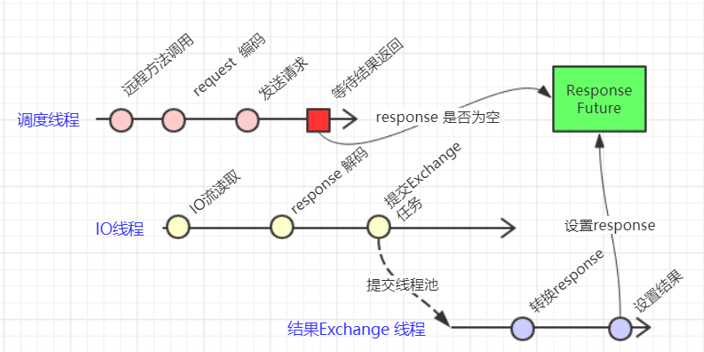 远程方法调用
request 编码
发送请求
等待结果返回
调度线程
response 是否为空
Response
Future
IO流读取
response 解码
提交Exchange
任务
IO线程
设置response
提交线程池
转换response
设置结果
结果Exchange 线程